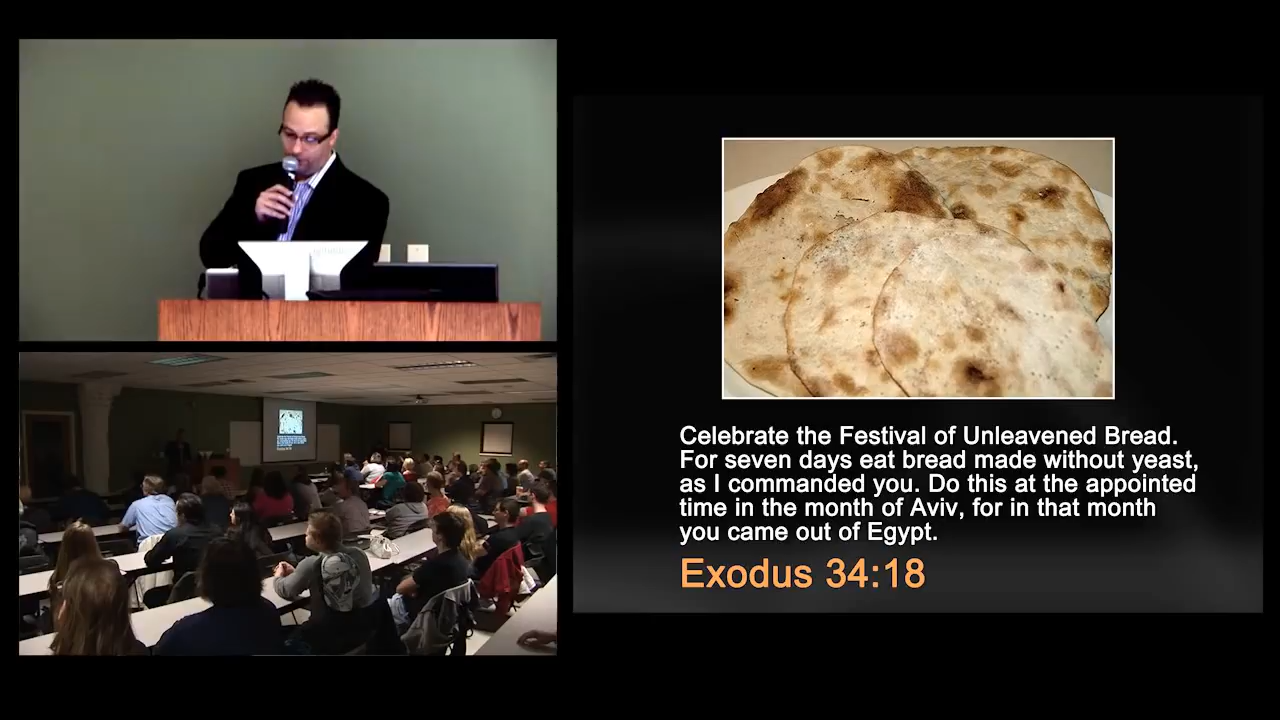 Celebrate the Festival of Unleavened Bread.
For seven days eat bread made without yeast,
as I commanded you. Do this at the appointed
time in the month of Aviv, for in that month
you came out of Egypt.
Exodus 34:18